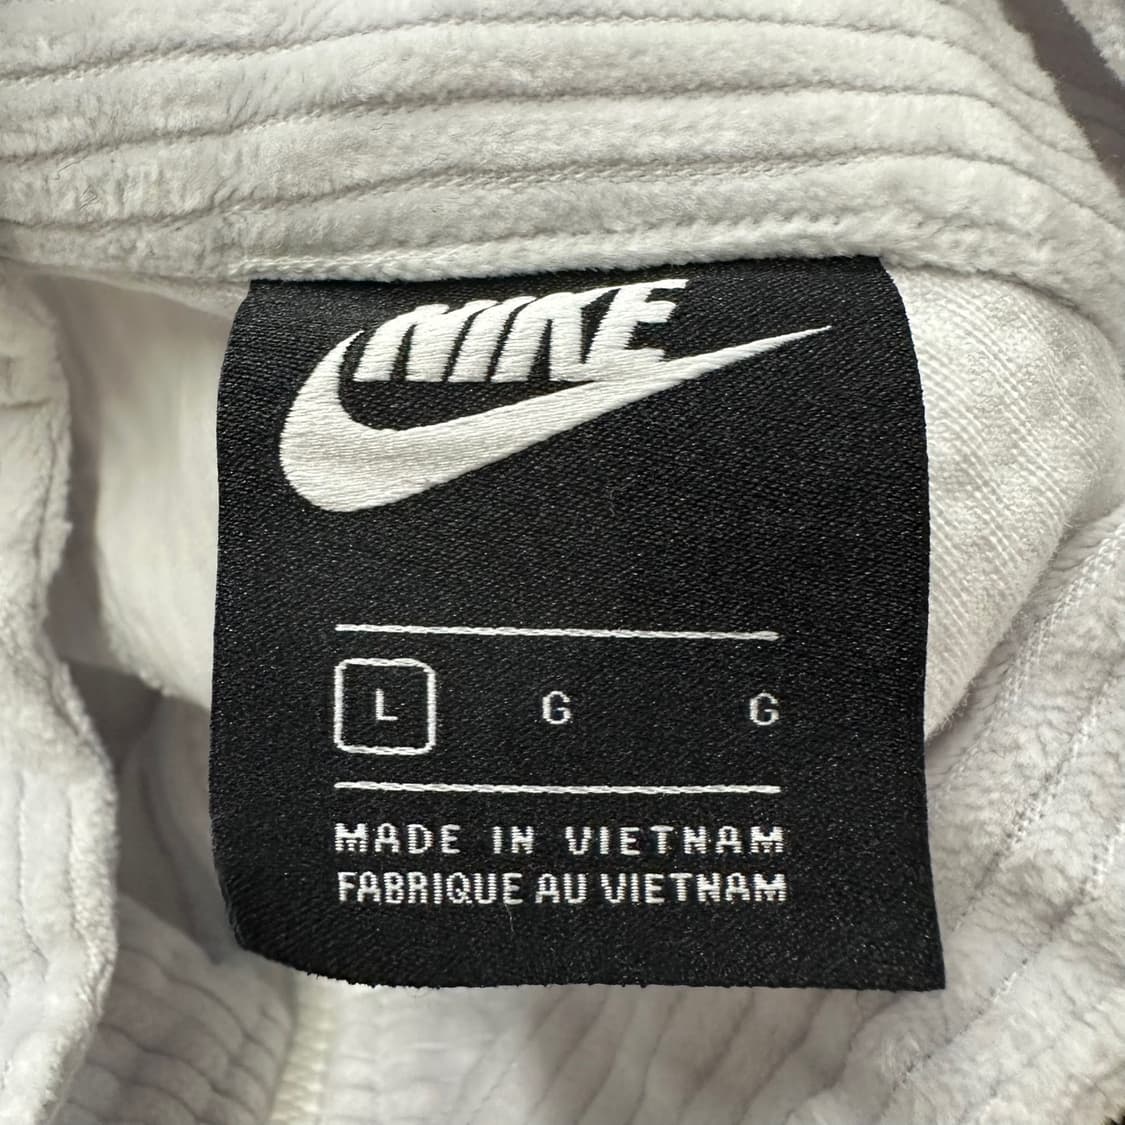 NIKE
L G G
MADE IN VIETNAM
FABRIQUE AU VIETNAM